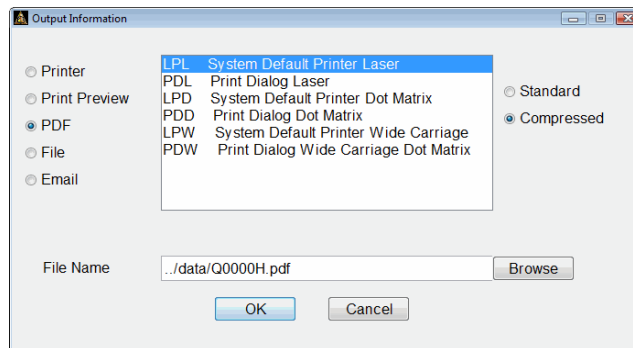 Output Information
Printer
Print Preview
PDF
File
Email
LPL System Default Printer Laser
PDL Print Dialog Laser
LPD System Default Printer Dot Matrix
PDD Print Dialog Dot Matrix
LPW System Default Printer Wide Carriage
PDW Print Dialog Wide Carriage Dot Matrix
Standard
Compressed
File Name ../data/Q0000H.pdf Browse
OK Cancel